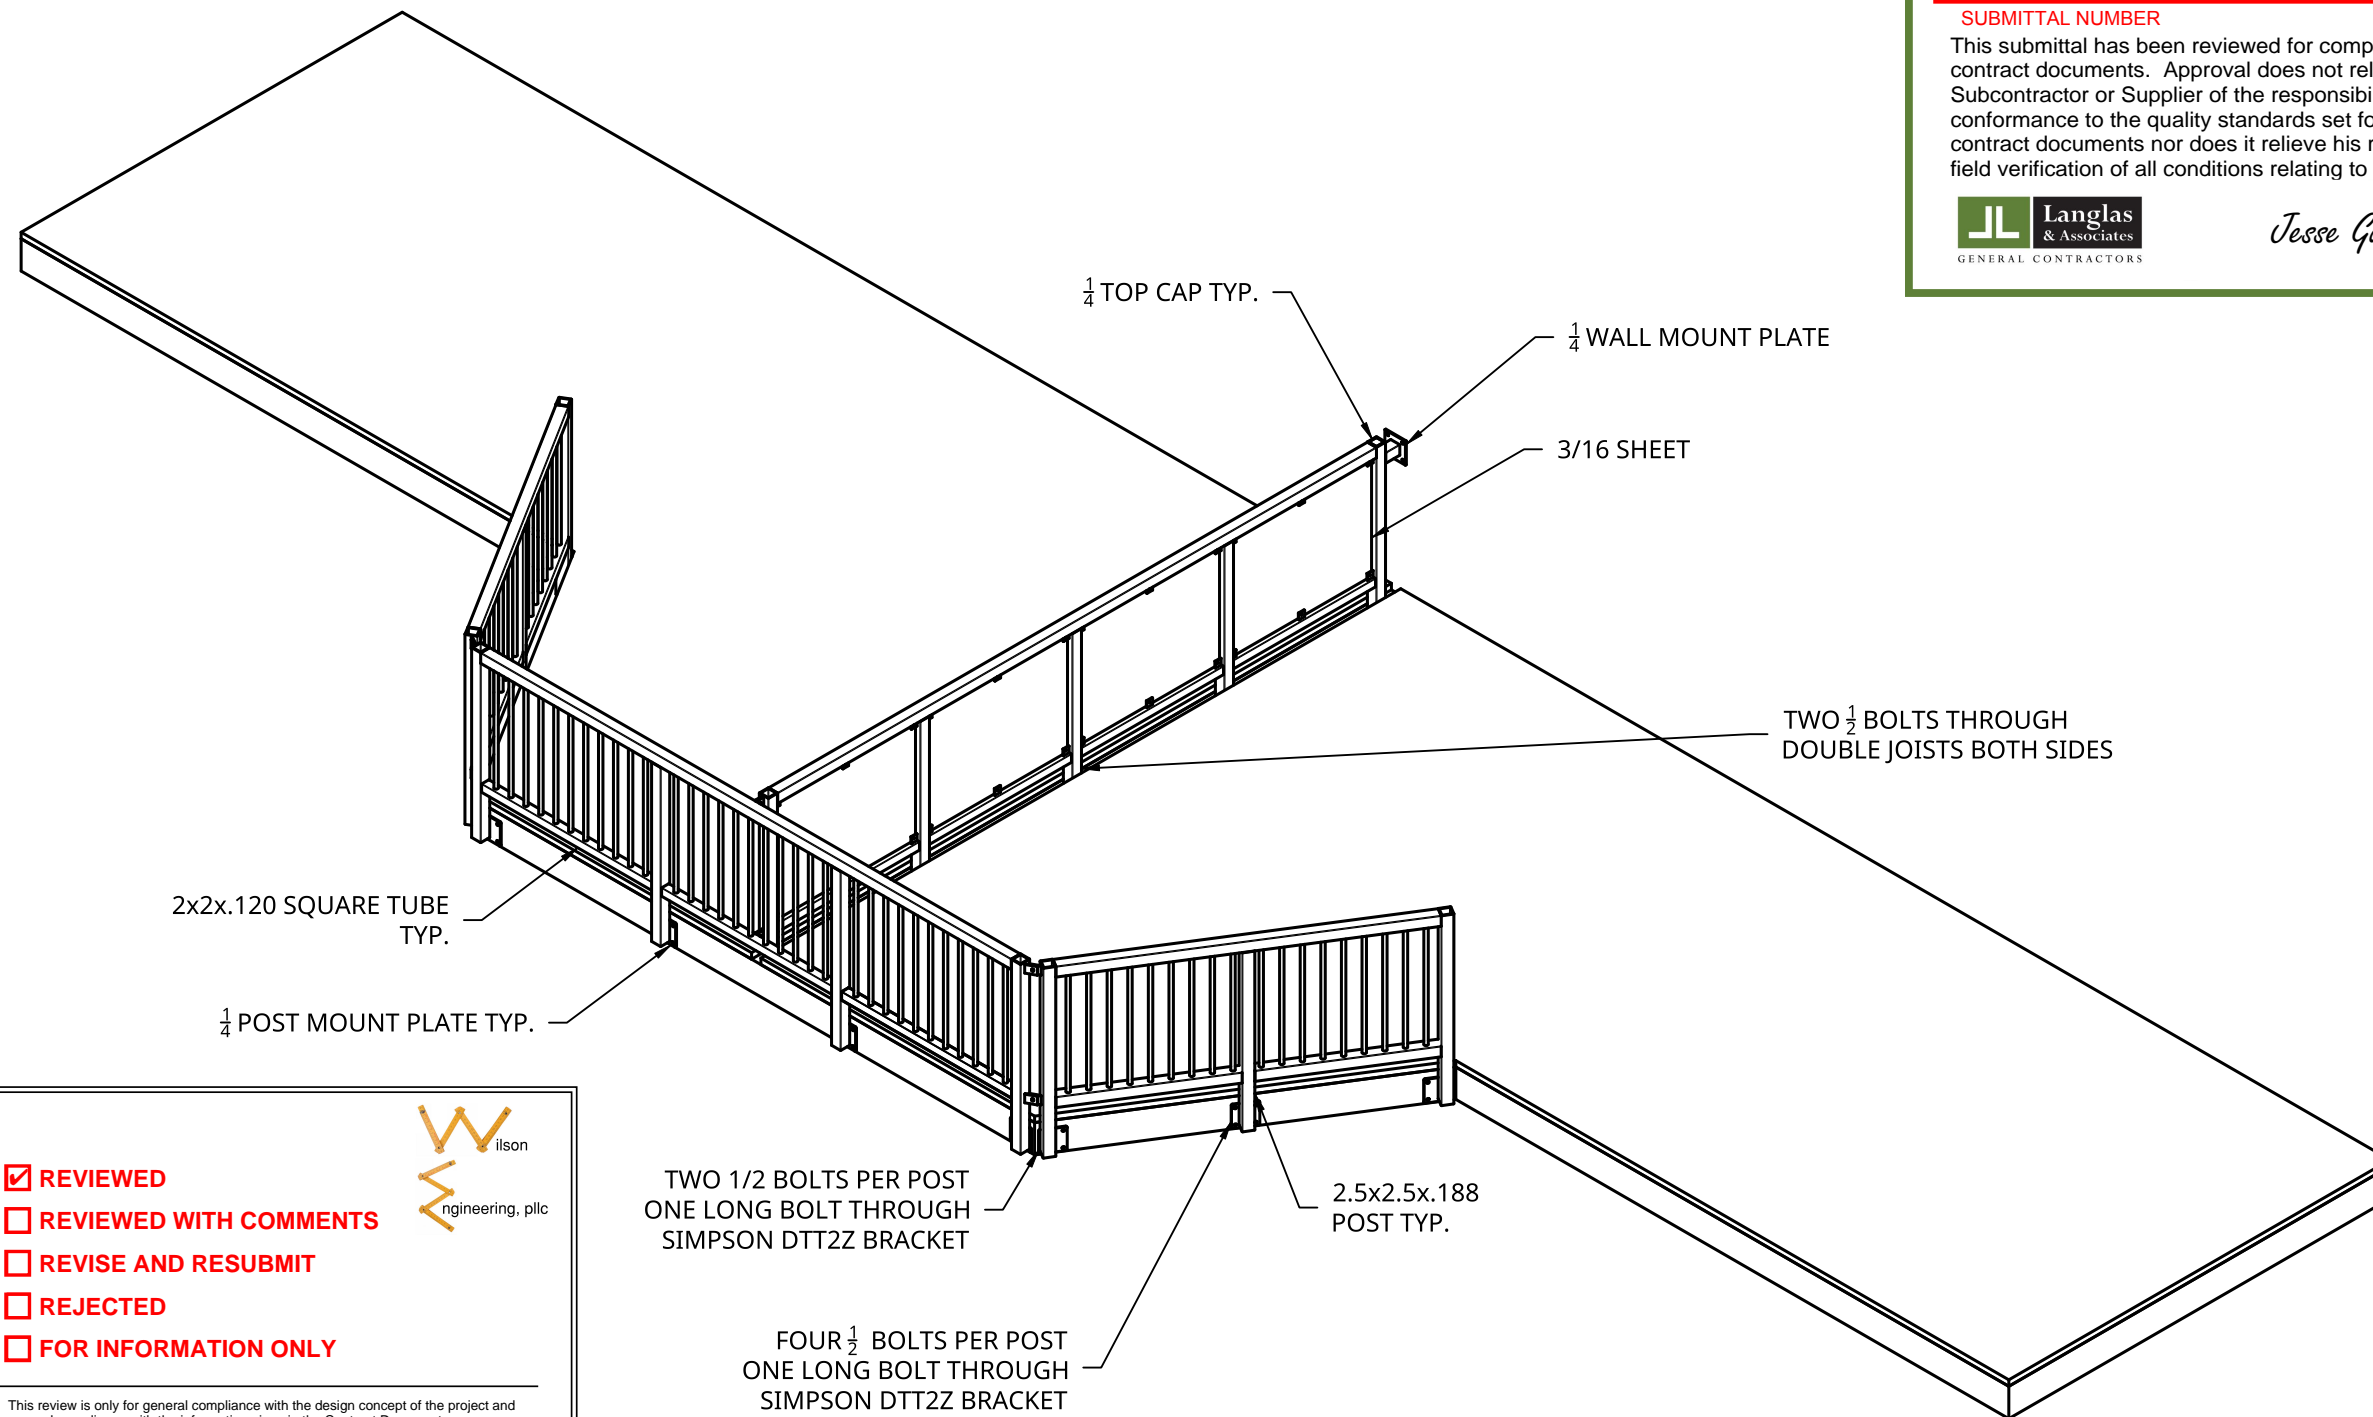 SUBMITTAL NUMBER
This submittal has been reviewed for
contract documents. Approval does not
Subcontractor or Supplier of the
conformance to the quality standards set
contract documents nor does it relieve his
field verification of all conditions relating to
Langlas
& Associates
GENERAL CONTRACTORS
Jesse
1/4 TOP CAP TYP.
1/4 WALL MOUNT PLATE
3/16 SHEET
TWO 1/2 BOLTS THROUGH
DOUBLE JOISTS BOTH SIDES
2x2x.120 SQUARE TUBE
TYP.
1/4 POST MOUNT PLATE TYP.
TWO 1/2 BOLTS PER POST
ONE LONG BOLT THROUGH
SIMPSON DTT2Z BRACKET
2.5x2.5x.188
POST TYP.
FOUR 1/2 BOLTS PER POST
ONE LONG BOLT THROUGH
SIMPSON DTT2Z BRACKET
Wilson
Engineering, pllc
REVIEWED
REVIEWED WITH COMMENTS
REVISE AND RESUBMIT
REJECTED
FOR INFORMATION ONLY
This review is only for general compliance with the design concept of the project and